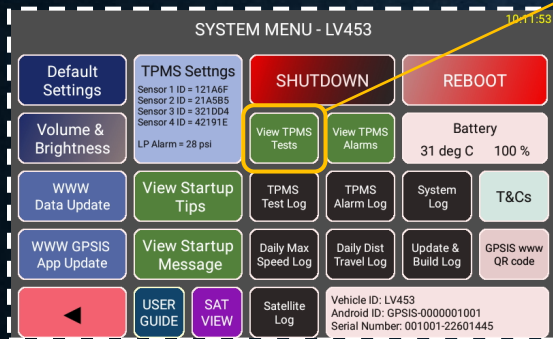 SYSTEM MENU - LV453
10:11:53
Default
Settings
TPMS Settngs
Sensor 1 ID = 121A6F
Sensor 2 ID = 21A5B5
Sensor 3 ID = 321DD4
Sensor 4 ID = 42191E
LP Alarm = 28 psi
SHUTDOWN
REBOOT
Volume &
Brightness
View TPMS
Tests
View TPMS
Alarms
Battery
31 deg C 100 %
WWW
Data Update
View Startup
Tips
TPMS
Test Log
TPMS
Alarm Log
System
Log
T&Cs
WWW GPSIS
App Update
View Startup
Message
Daily Max
Speed Log
Daily Dist
Travel Log
Update &
Build Log
GPSIS www
QR code
USER
GUIDE
SAT
VIEW
Satellite
Log
Vehicle ID: LV453
Android ID: GPSIS-0000001001
Serial Number: 001001-22601445